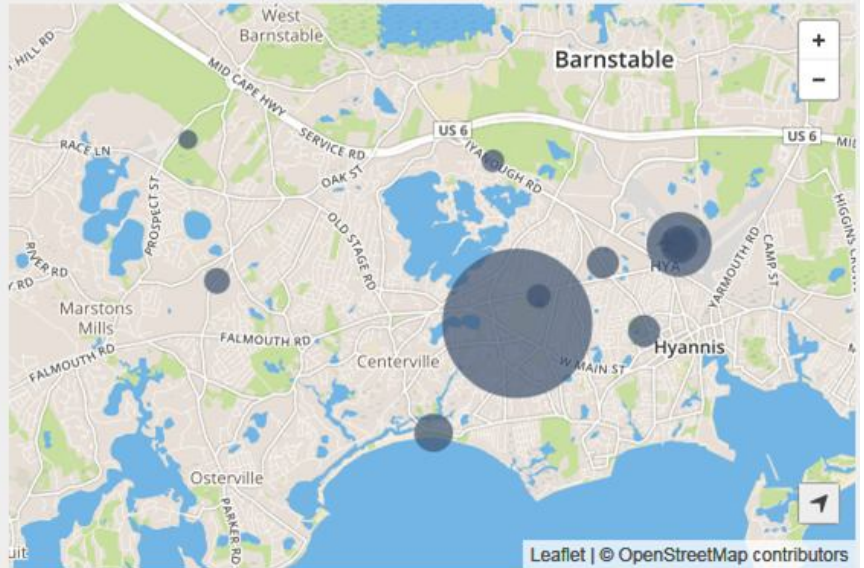 West
Barnstable
HILL RD
MID CAPE HWY
Barnstable
+
−
US 6
US 6
RACE LN
SERVICE RD
IYANOUGH RD
OAK ST
PROSPECT ST
OLD STAGE RD
RIVER RD
HYA
YARMOUTH RD
CAMP ST
Marstons
Mills
FALMOUTH RD
FALMOUTH RD
Centerville
W MAIN ST
Hyannis
Osterville
PARKER RD
Leaflet | © OpenStreetMap contributors